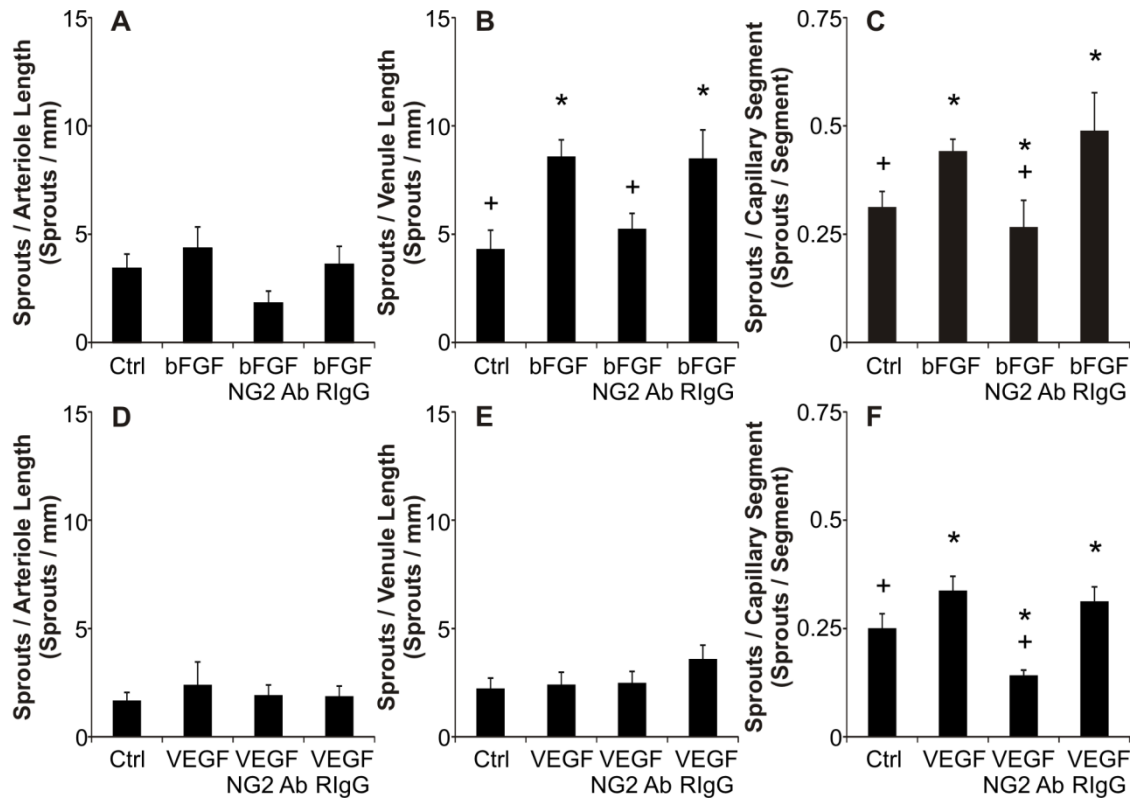 A
Sprouts / Arteriole Length
(Sprouts / mm)
15
10
5
0
Ctrl bFGF bFGF bFGF
NG2 Ab RIgG
B
Sprouts / Venule Length
(Sprouts / mm)
15
10
5
0
+ * + *
Ctrl bFGF bFGF bFGF
NG2 Ab RIgG
C
Sprouts / Capillary Segment
(Sprouts / Segment)
0.75
0.5
0.25
0
+ * * + *
Ctrl bFGF bFGF bFGF
NG2 Ab RIgG
D
Sprouts / Arteriole Length
(Sprouts / mm)
15
10
5
0
Ctrl VEGF VEGF VEGF
NG2 Ab RIgG
E
Sprouts / Venule Length
(Sprouts / mm)
15
10
5
0
Ctrl VEGF VEGF VEGF
NG2 Ab RIgG
F
Sprouts / Capillary Segment
(Sprouts / Segment)
0.75
0.5
0.25
0
+ * * + *
Ctrl VEGF VEGF VEGF
NG2 Ab RIgG